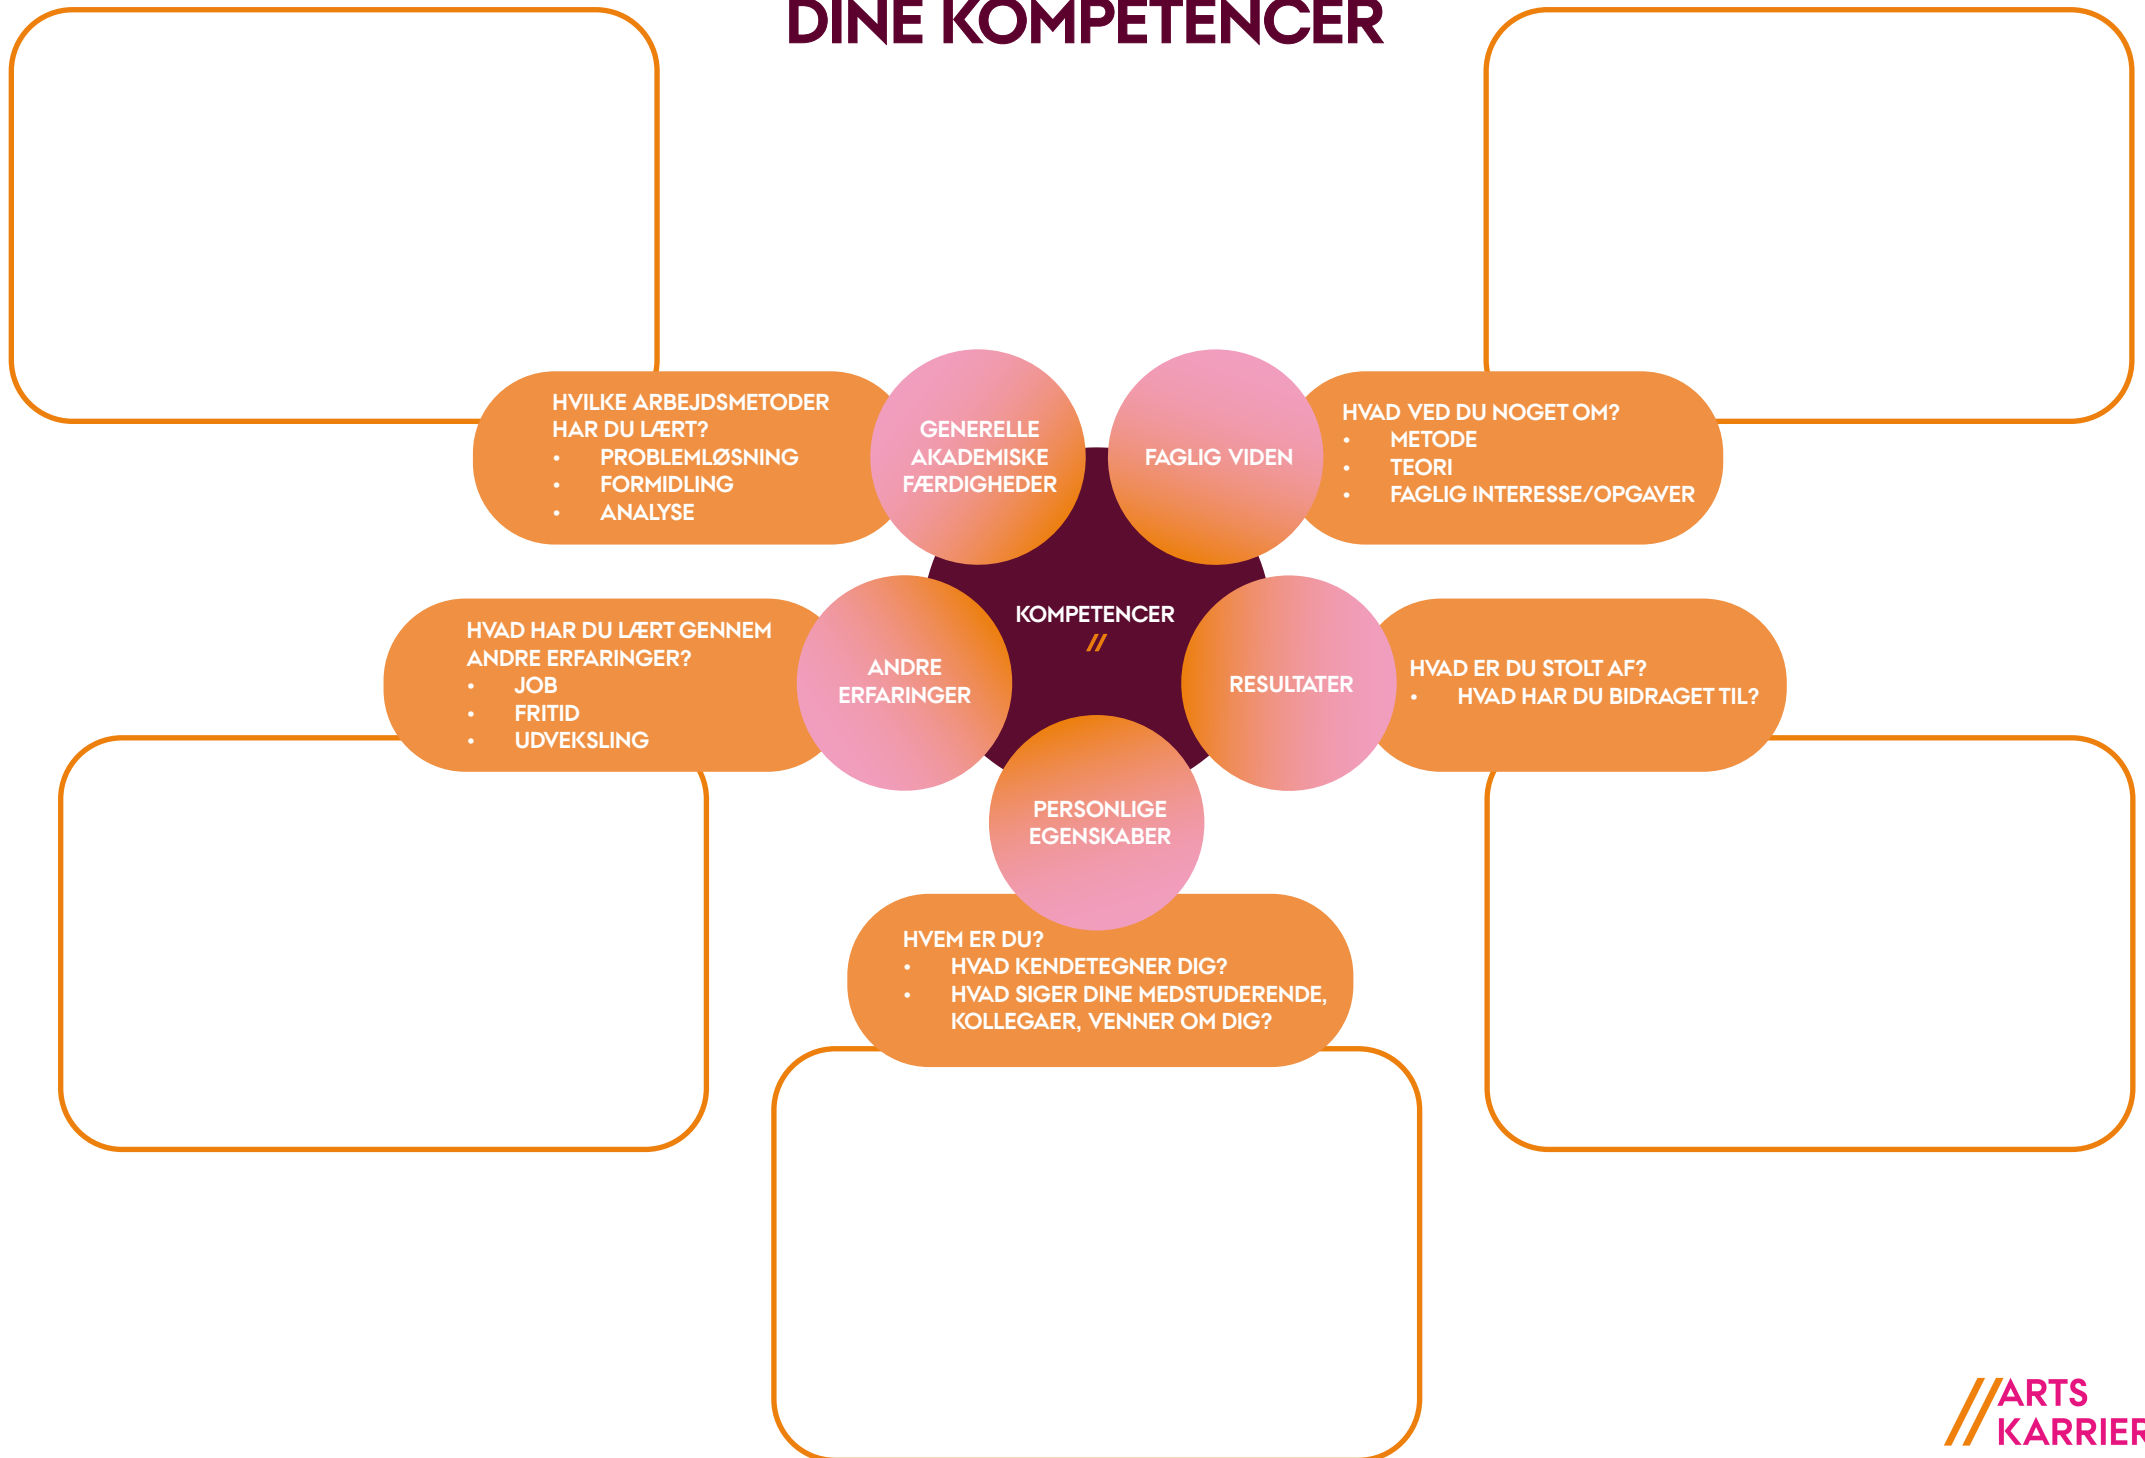 DINE KOMPETENCER
HVILKE ARBEJDSMETODER
HAR DU LÆRT?
• PROBLEMLØSNING
• FORMIDLING
• ANALYSE
GENERELLE
AKADEMISKE
FÆRDIGHEDER
FAGLIG VIDEN
HVAD VED DU NOGET OM?
• METODE
• TEORI
• FAGLIG INTERESSE/OPGAVER
HVAD HAR DU LÆRT GENNEM
ANDRE ERFARINGER?
• JOB
• FRITID
• UDVEKSLING
ANDRE
ERFARINGER
KOMPETENCER
//
RESULTATER
HVAD ER DU STOLT AF?
• HVAD HAR DU BIDRAGET TIL?
PERSONLIGE
EGENSKABER
HVEM ER DU?
• HVAD KENDETEGNER DIG?
• HVAD SIGER DINE MEDSTUDERENDE,
KOLLEGAER, VENNER OM DIG?
//ARTS
KARRIER